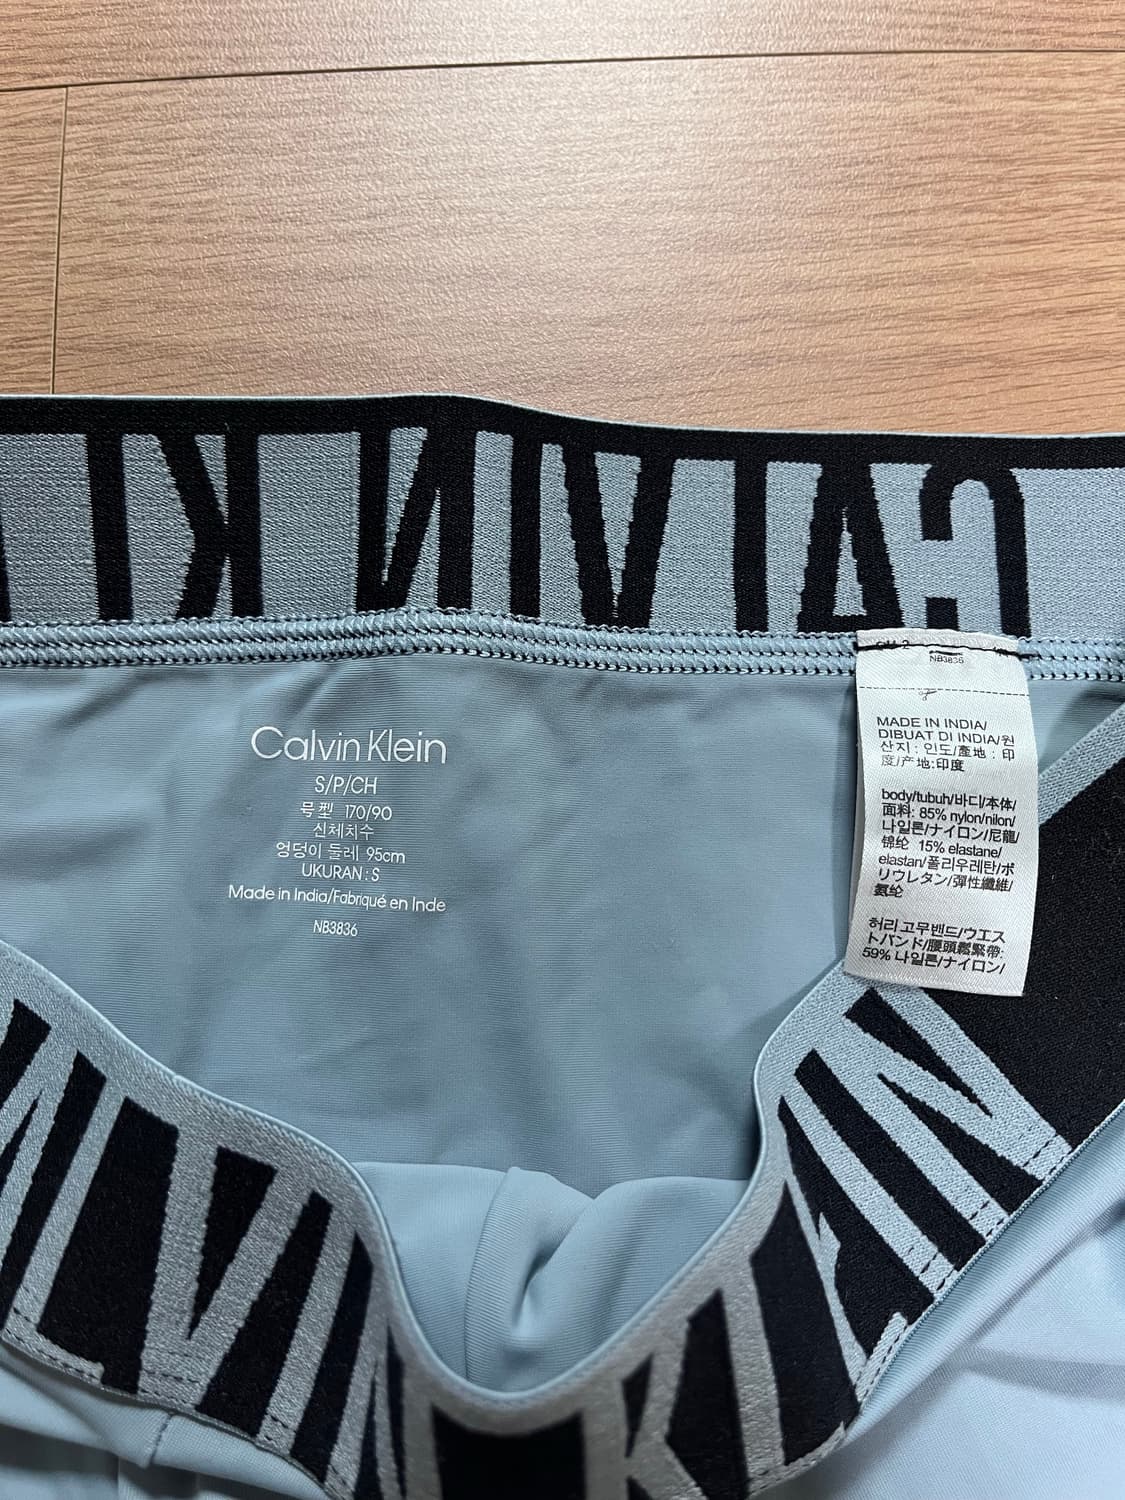 Calvin Klein
S/P/CH
号型 170/90
신체치수
엉덩이 둘레 95cm
UKURAN : S
Made in India/Fabriqué en Inde
NB3836
NB3836
MADE IN INDIA/
DIBUAT DI INDIA/원
산지 : 인도/產地 : 印
度/产地:印度
body/tubuh/바디/本体/
面料: 85% nylon/nilon/
나일론/ナイロン/尼龍/
锦纶 15% elastane/
elastan/폴리우레탄/ポ
リウレタン/彈性纖維/
氨纶
허리 고무밴드/ウエス
トバンド/腰頭鬆緊帶:
59% 나일론/ナイロン/